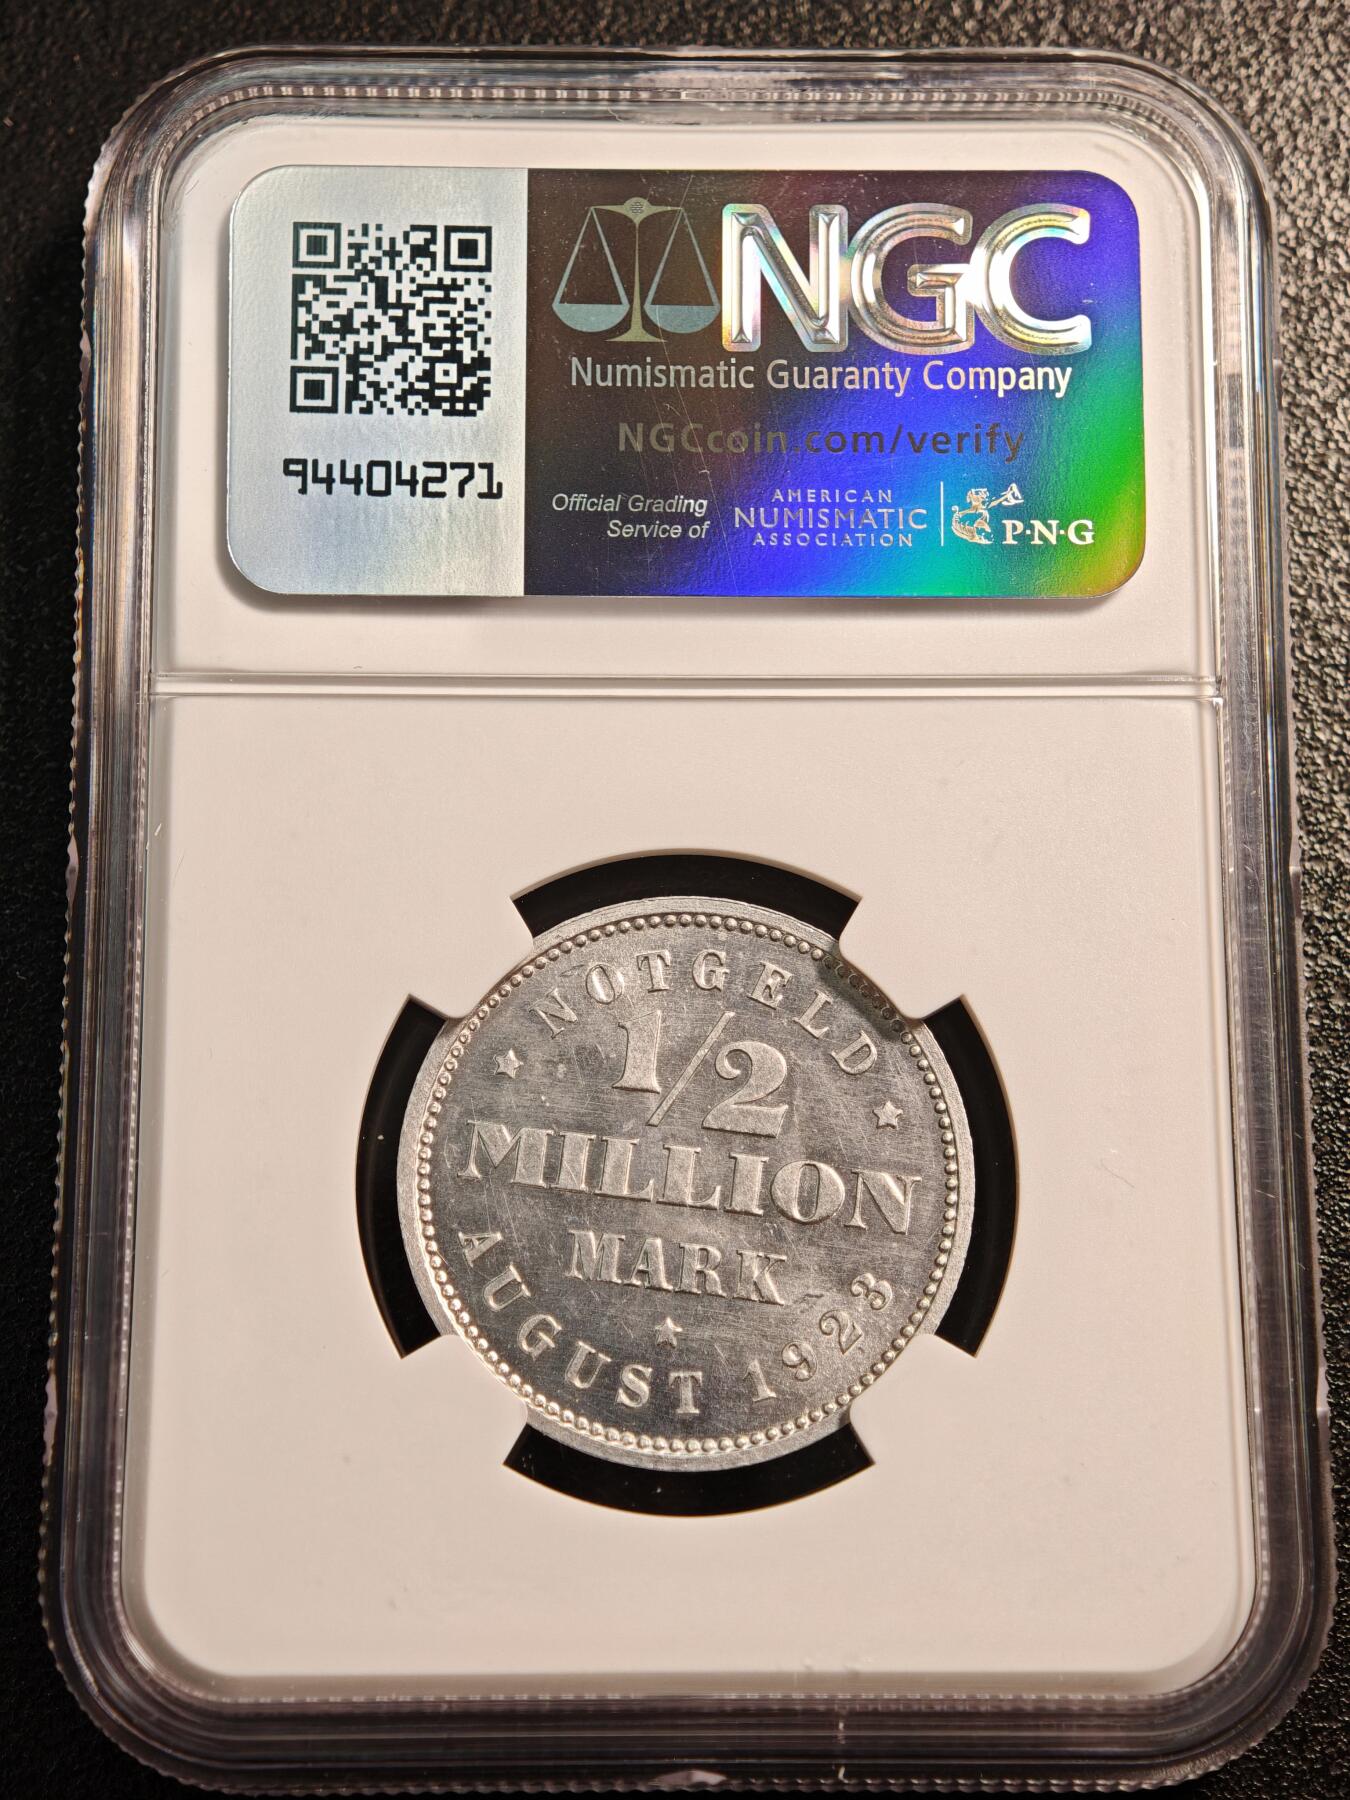 NGC
Numismatic Guaranty Company
NGCcoin.com/verify
94404271
Official Grading
Service of
AMERICAN
NUMISMATIC
ASSOCIATION
P·N·G
NOTGELD
1/2
MILLION
MARK
AUGUST 1923